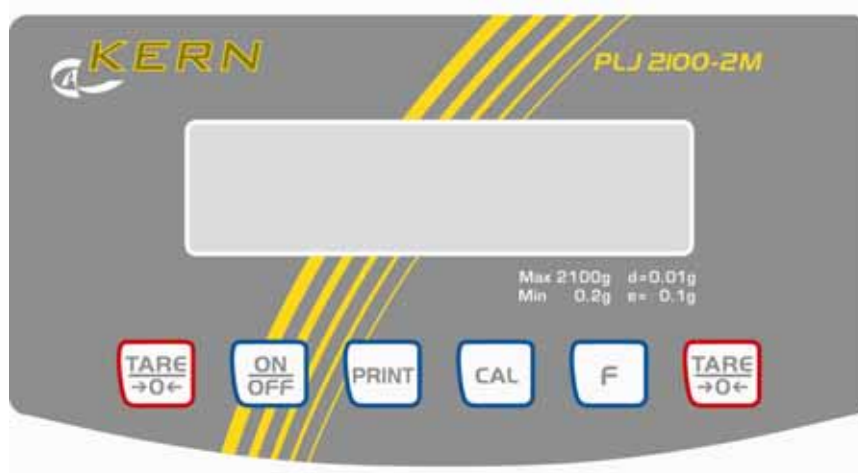 KERN
PLJ 2100-2M
Max 2100g d=0.01g
Min 0.2g e= 0.1g
TARE ON PRINT CAL F TARE
→0← OFF →0←